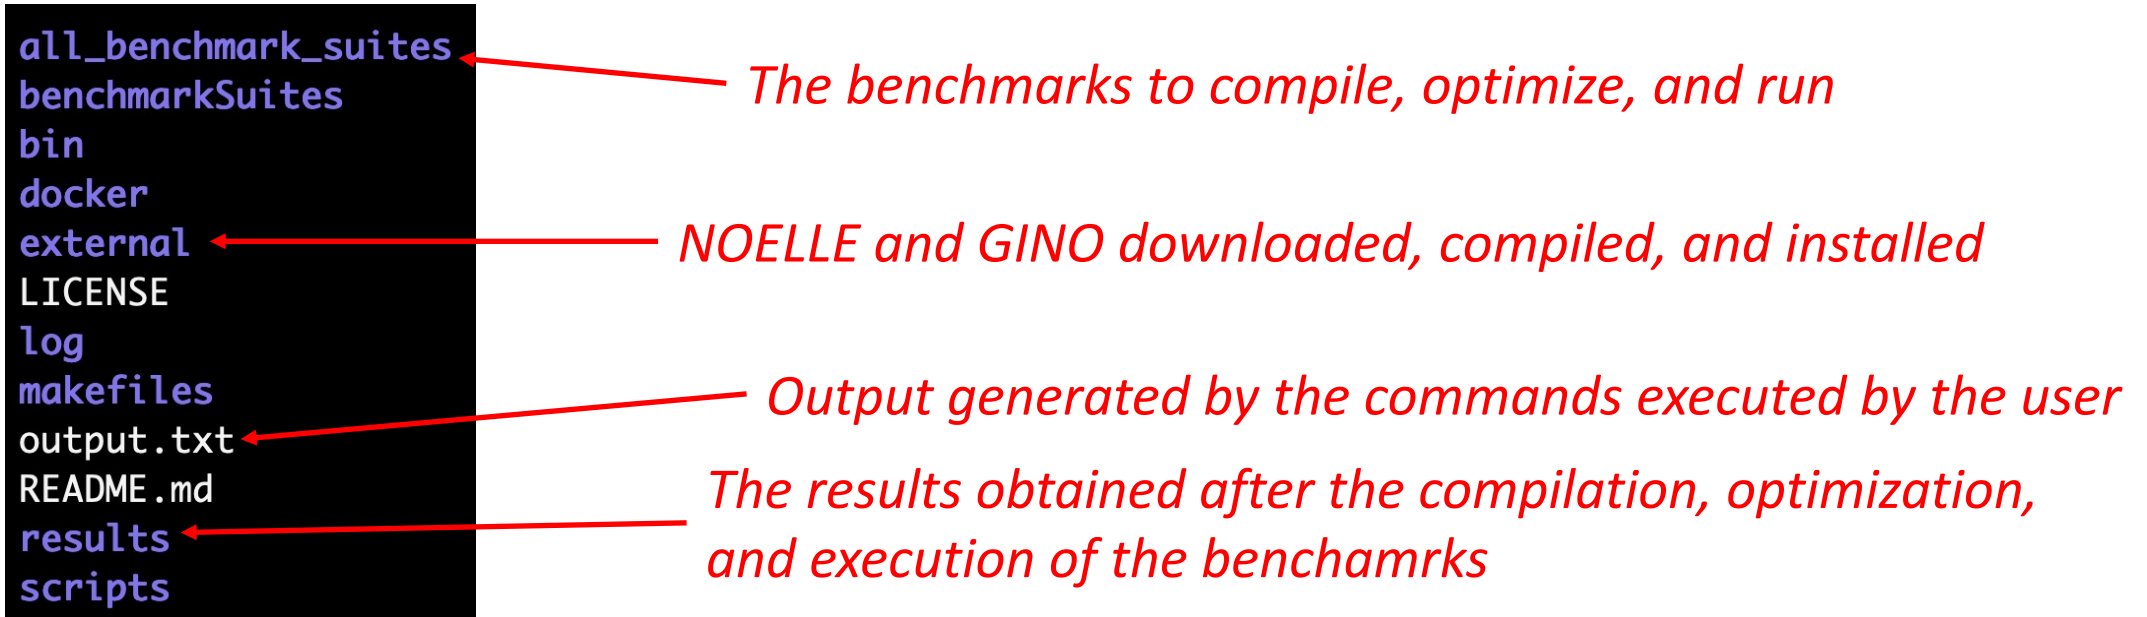 all_benchmark_suites
The benchmarks to compile, optimize, and run
benchmarkSuites
bin
docker
external
NOELLE and GINO downloaded, compiled, and installed
LICENSE
log
makefiles
Output generated by the commands executed by the user
output.txt
README.md
The results obtained after the compilation, optimization,
and execution of the benchamrks
results
scripts